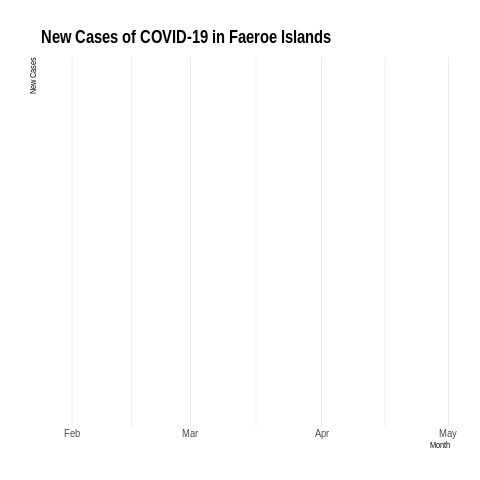 New Cases of COVID-19 in Faeroe Islands
New Cases
Feb Mar Apr May
Month